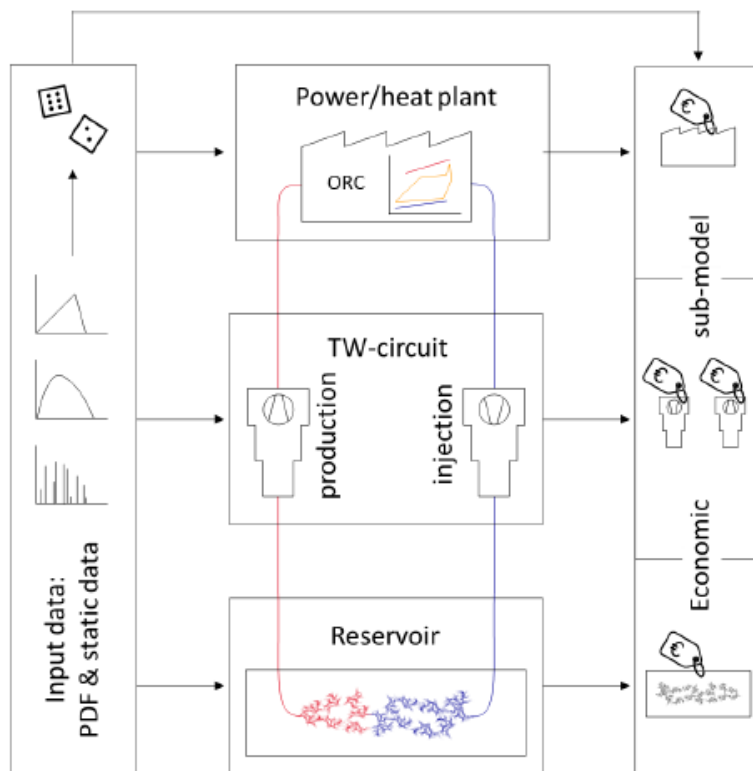 Power/heat plant
ORC
TW-circuit
production
injection
Reservoir
Input data:
PDF & static data
€
sub-model
€
€
Economic
€